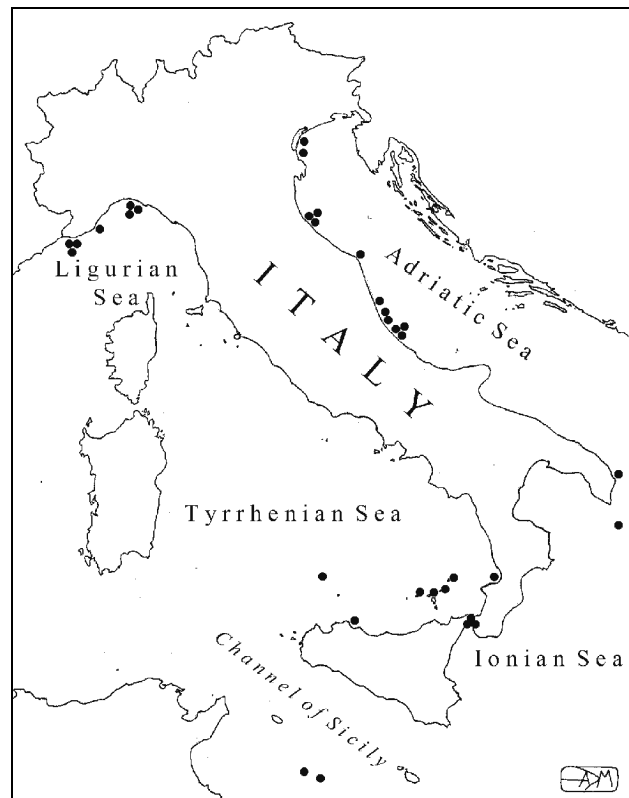 Ligurian
Sea
ITALY
Adriatic Sea
Tyrrhenian Sea
Ionian Sea
Channel of Sicily